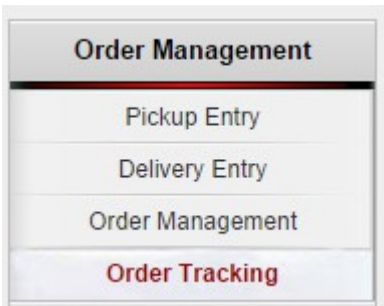 Order Management
Pickup Entry
Delivery Entry
Order Management
Order Tracking